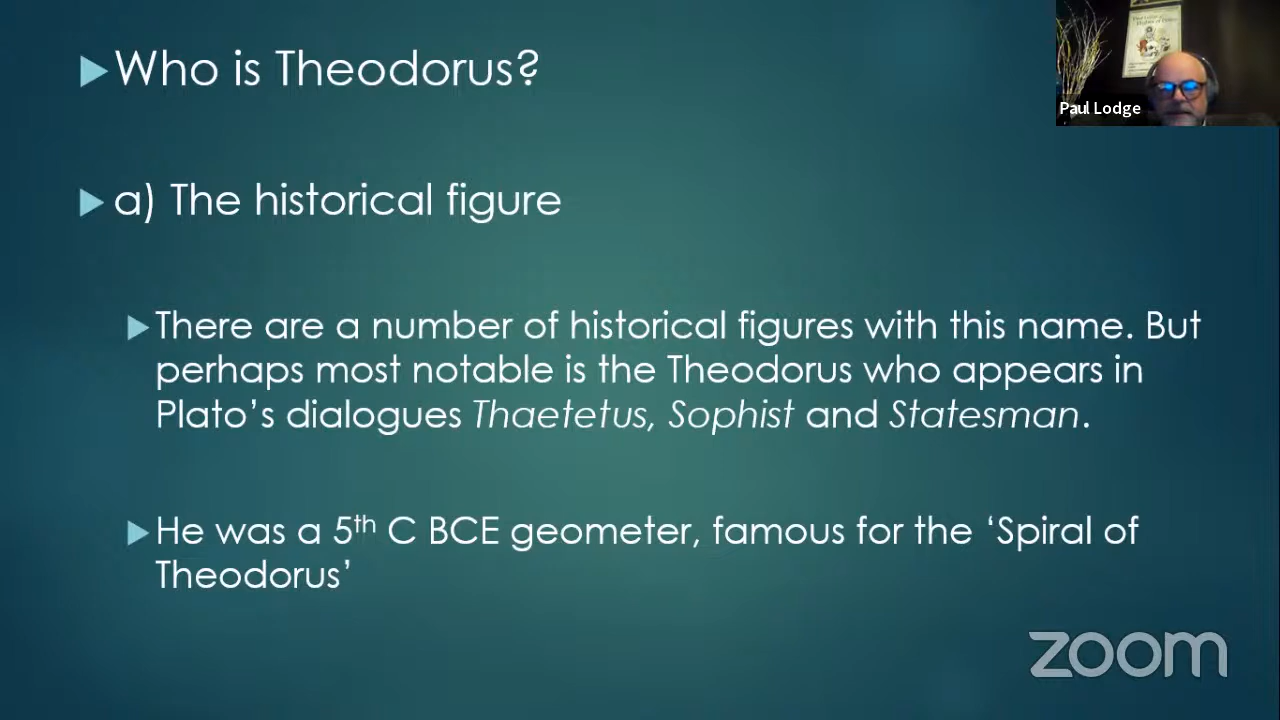 Who is Theodorus?
Paul Lodge
a) The historical figure
There are a number of historical figures with this name. But
perhaps most notable is the Theodorus who appears in
Plato’s dialogues Thaetetus, Sophist and Statesman.
He was a 5th C BCE geometer, famous for the ‘Spiral of
Theodorus’
zoom